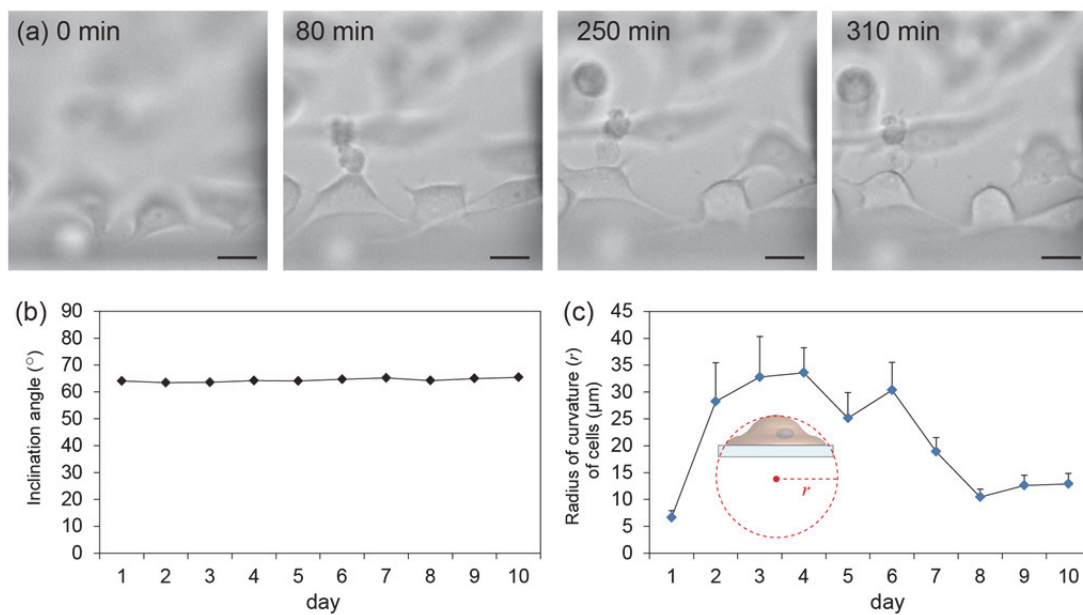 (a) 0 min
80 min
250 min
310 min
(b)
90
80
70
60
50
40
30
20
10
0
Inclination angle (°)
1 2 3 4 5 6 7 8 9 10
day
(c)
45
40
35
30
25
20
15
10
5
0
Radius of curvature (r)
of cells (µm)
r
1 2 3 4 5 6 7 8 9 10
day